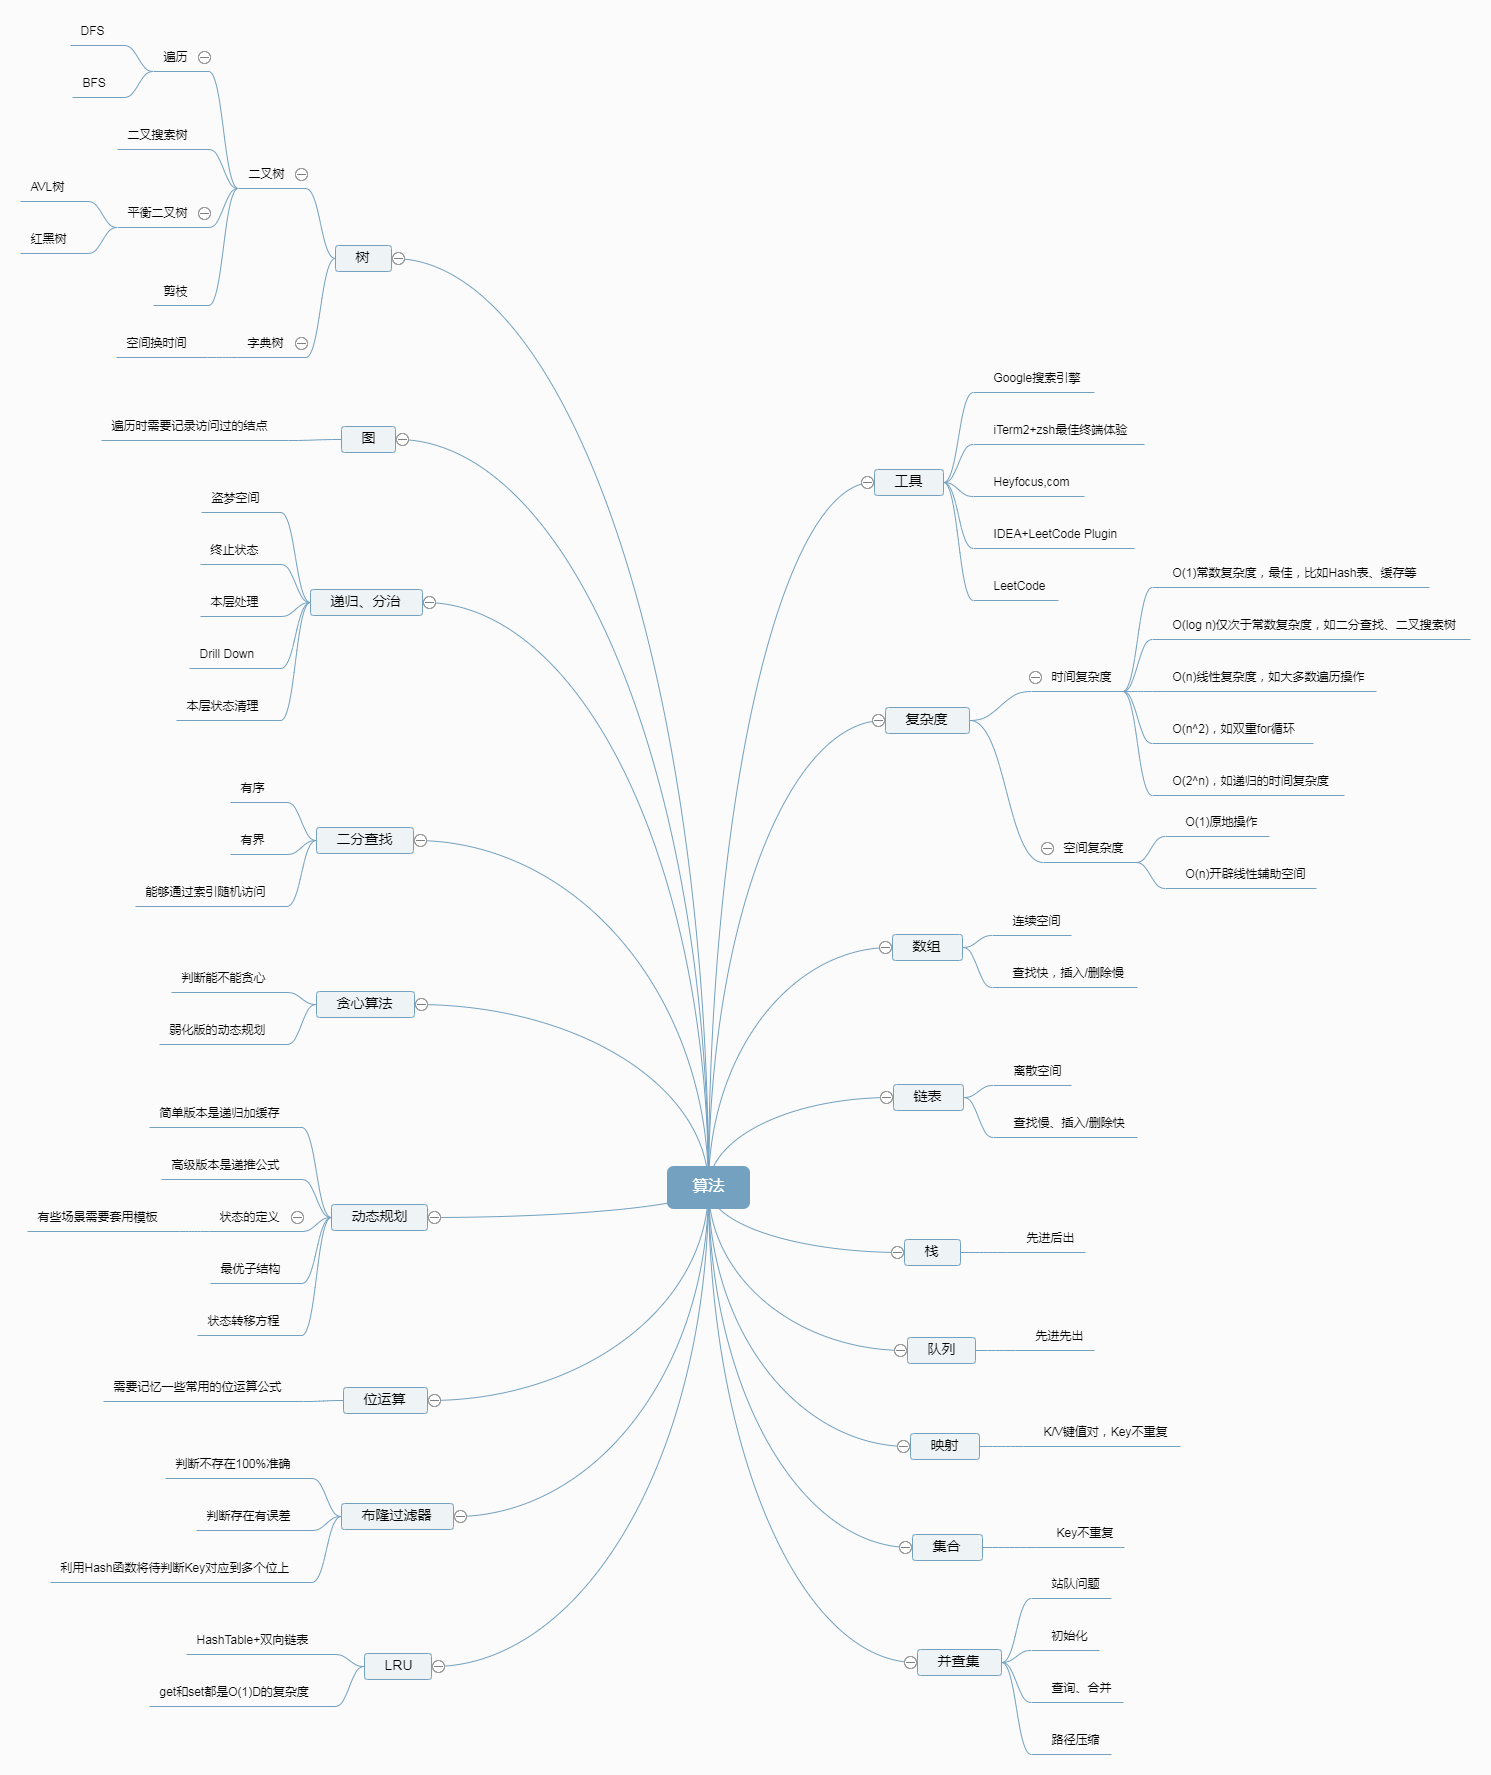 算法
工具
Google搜索引擎
iTerm2+zsh最佳终端体验
Heyfocus,com
IDEA+LeetCode Plugin
LeetCode
复杂度
时间复杂度
O(1)常数复杂度，最佳，比如Hash表、缓存等
O(log n)仅次于常数复杂度，如二分查找、二叉搜索树
O(n)线性复杂度，如大多数遍历操作
O(n^2)，如双重for循环
O(2^n)，如递归的时间复杂度
空间复杂度
O(1)原地操作
O(n)开辟线性辅助空间
数组
连续空间
查找快，插入/删除慢
链表
离散空间
查找慢、插入/删除快
栈
先进后出
队列
先进先出
映射
K/V键值对，Key不重复
集合
Key不重复
并查集
站队问题
初始化
查询、合并
路径压缩
树
二叉树
遍历
DFS
BFS
二叉搜索树
平衡二叉树
AVL树
红黑树
剪枝
字典树
空间换时间
图
遍历时需要记录访问过的结点
递归、分治
盗梦空间
终止状态
本层处理
Drill Down
本层状态清理
二分查找
有序
有界
能够通过索引随机访问
贪心算法
判断能不能贪心
弱化版的动态规划
动态规划
简单版本是递归加缓存
高级版本是递推公式
状态的定义
有些场景需要套用模板
最优子结构
状态转移方程
位运算
需要记忆一些常用的位运算公式
布隆过滤器
判断不存在100%准确
判断存在有误差
利用Hash函数将待判断Key对应到多个位上
LRU
HashTable+双向链表
get和set都是O(1)D的复杂度